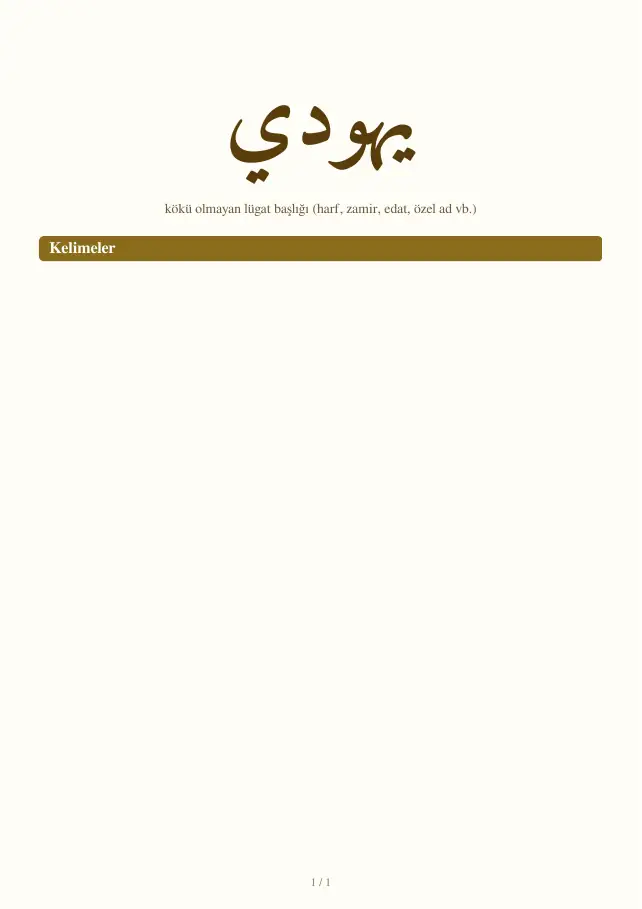 يهودي
kökü olmayan lügat başlığı (harf, zamir, edat, özel ad vb.)
Kelimeler
1 / 1